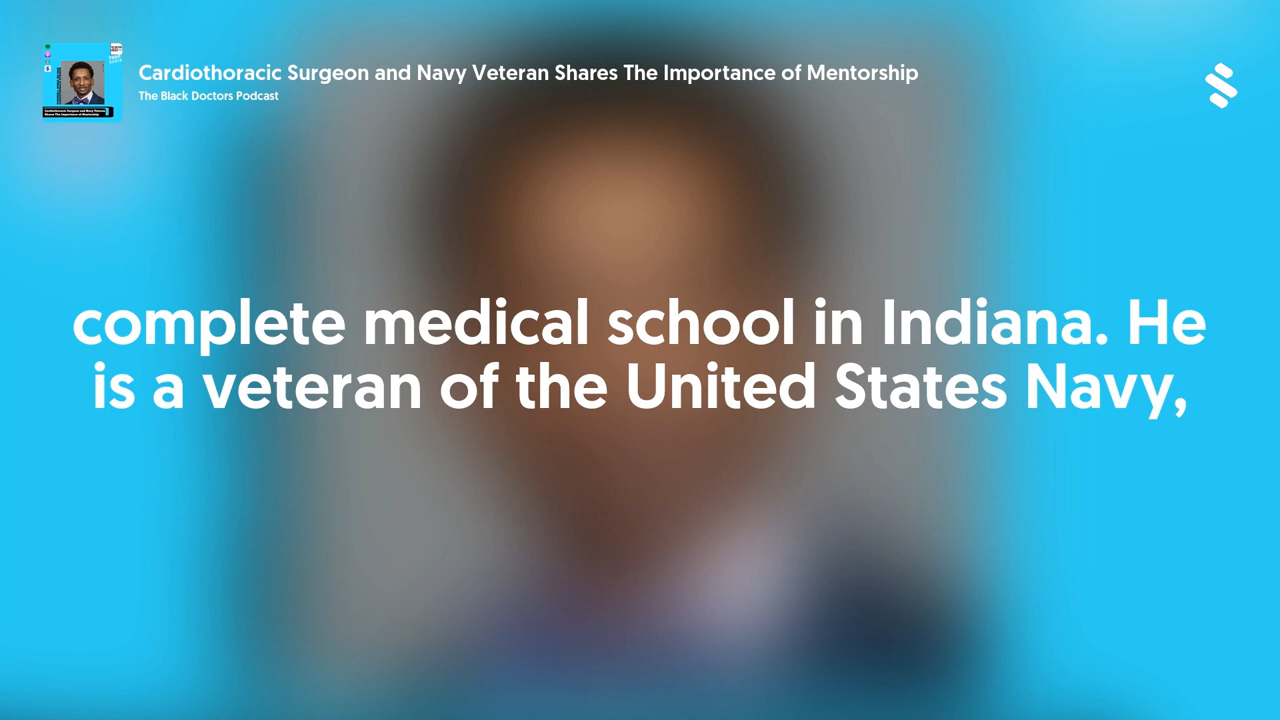 Cardiothoracic Surgeon and Navy Veteran Shares The Importance of Mentorship
The Black Doctors Podcast
complete medical school in Indiana. He
is a veteran of the United States Navy,